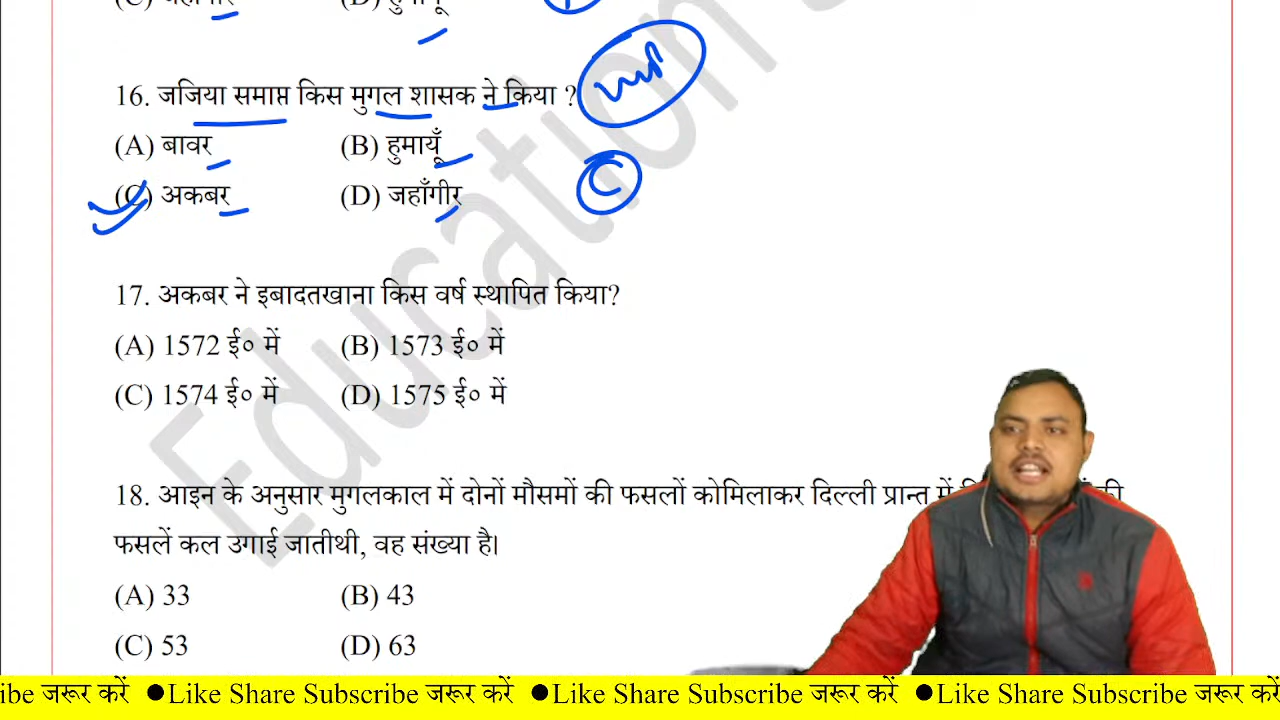 16. जजिया समाप्त किस मुगल शासक ने किया ?
(A) बावर (B) हुमायूँ
(C) अकबर (D) जहाँगीर
C
17. अकबर ने इबादतखाना किस वर्ष स्थापित किया?
(A) 1572 ई० में (B) 1573 ई० में
(C) 1574 ई० में (D) 1575 ई० में
18. आइन के अनुसार मुगलकाल में दोनों मौसमों की फसलों कोमिलाकर दिल्ली प्रान्त में
फसलें कल उगाई जातीथी, वह संख्या है।
(A) 33 (B) 43
(C) 53 (D) 63
Education
ibe जरूर करें ●Like Share Subscribe जरूर करें ●Like Share Subscribe जरूर करें ●Like Share Subscribe जरूर करें